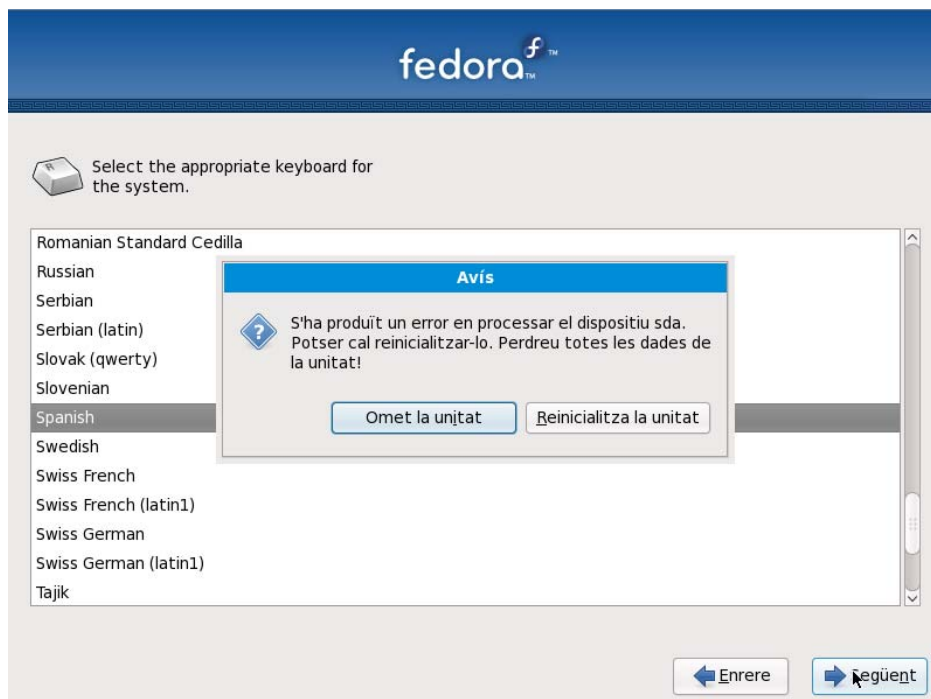 fedora f ™
™
R
Select the appropriate keyboard for
the system.
Romanian Standard Cedilla
Russian
Serbian
Serbian (latin)
Slovak (qwerty)
Slovenian
Spanish
Swedish
Swiss French
Swiss French (latin1)
Swiss German
Swiss German (latin1)
Tajik
Avís
?
S'ha produït un error en processar el dispositiu sda.
Potser cal reinicialitzar-lo. Perdreu totes les dades de
la unitat!
Omet la unitat
Reinicialitza la unitat
Enrere
Següent